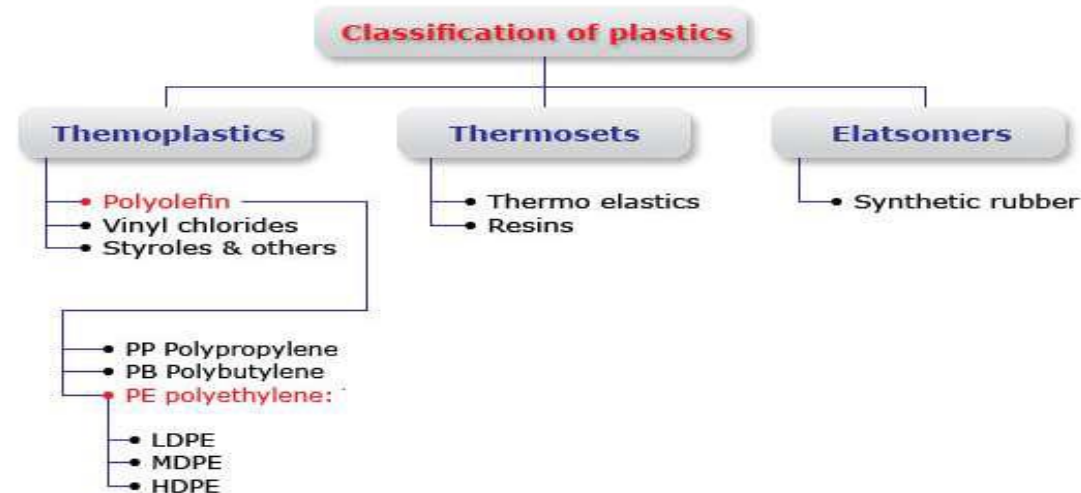 Classification of plastics
Themoplastics
Polyolefin
Vinyl chlorides
Styroles & others
PP Polypropylene
PB Polybutylene
PE polyethylene:
LDPE
MDPE
HDPE
Thermosets
Thermo elastics
Resins
Elatsomers
Synthetic rubber